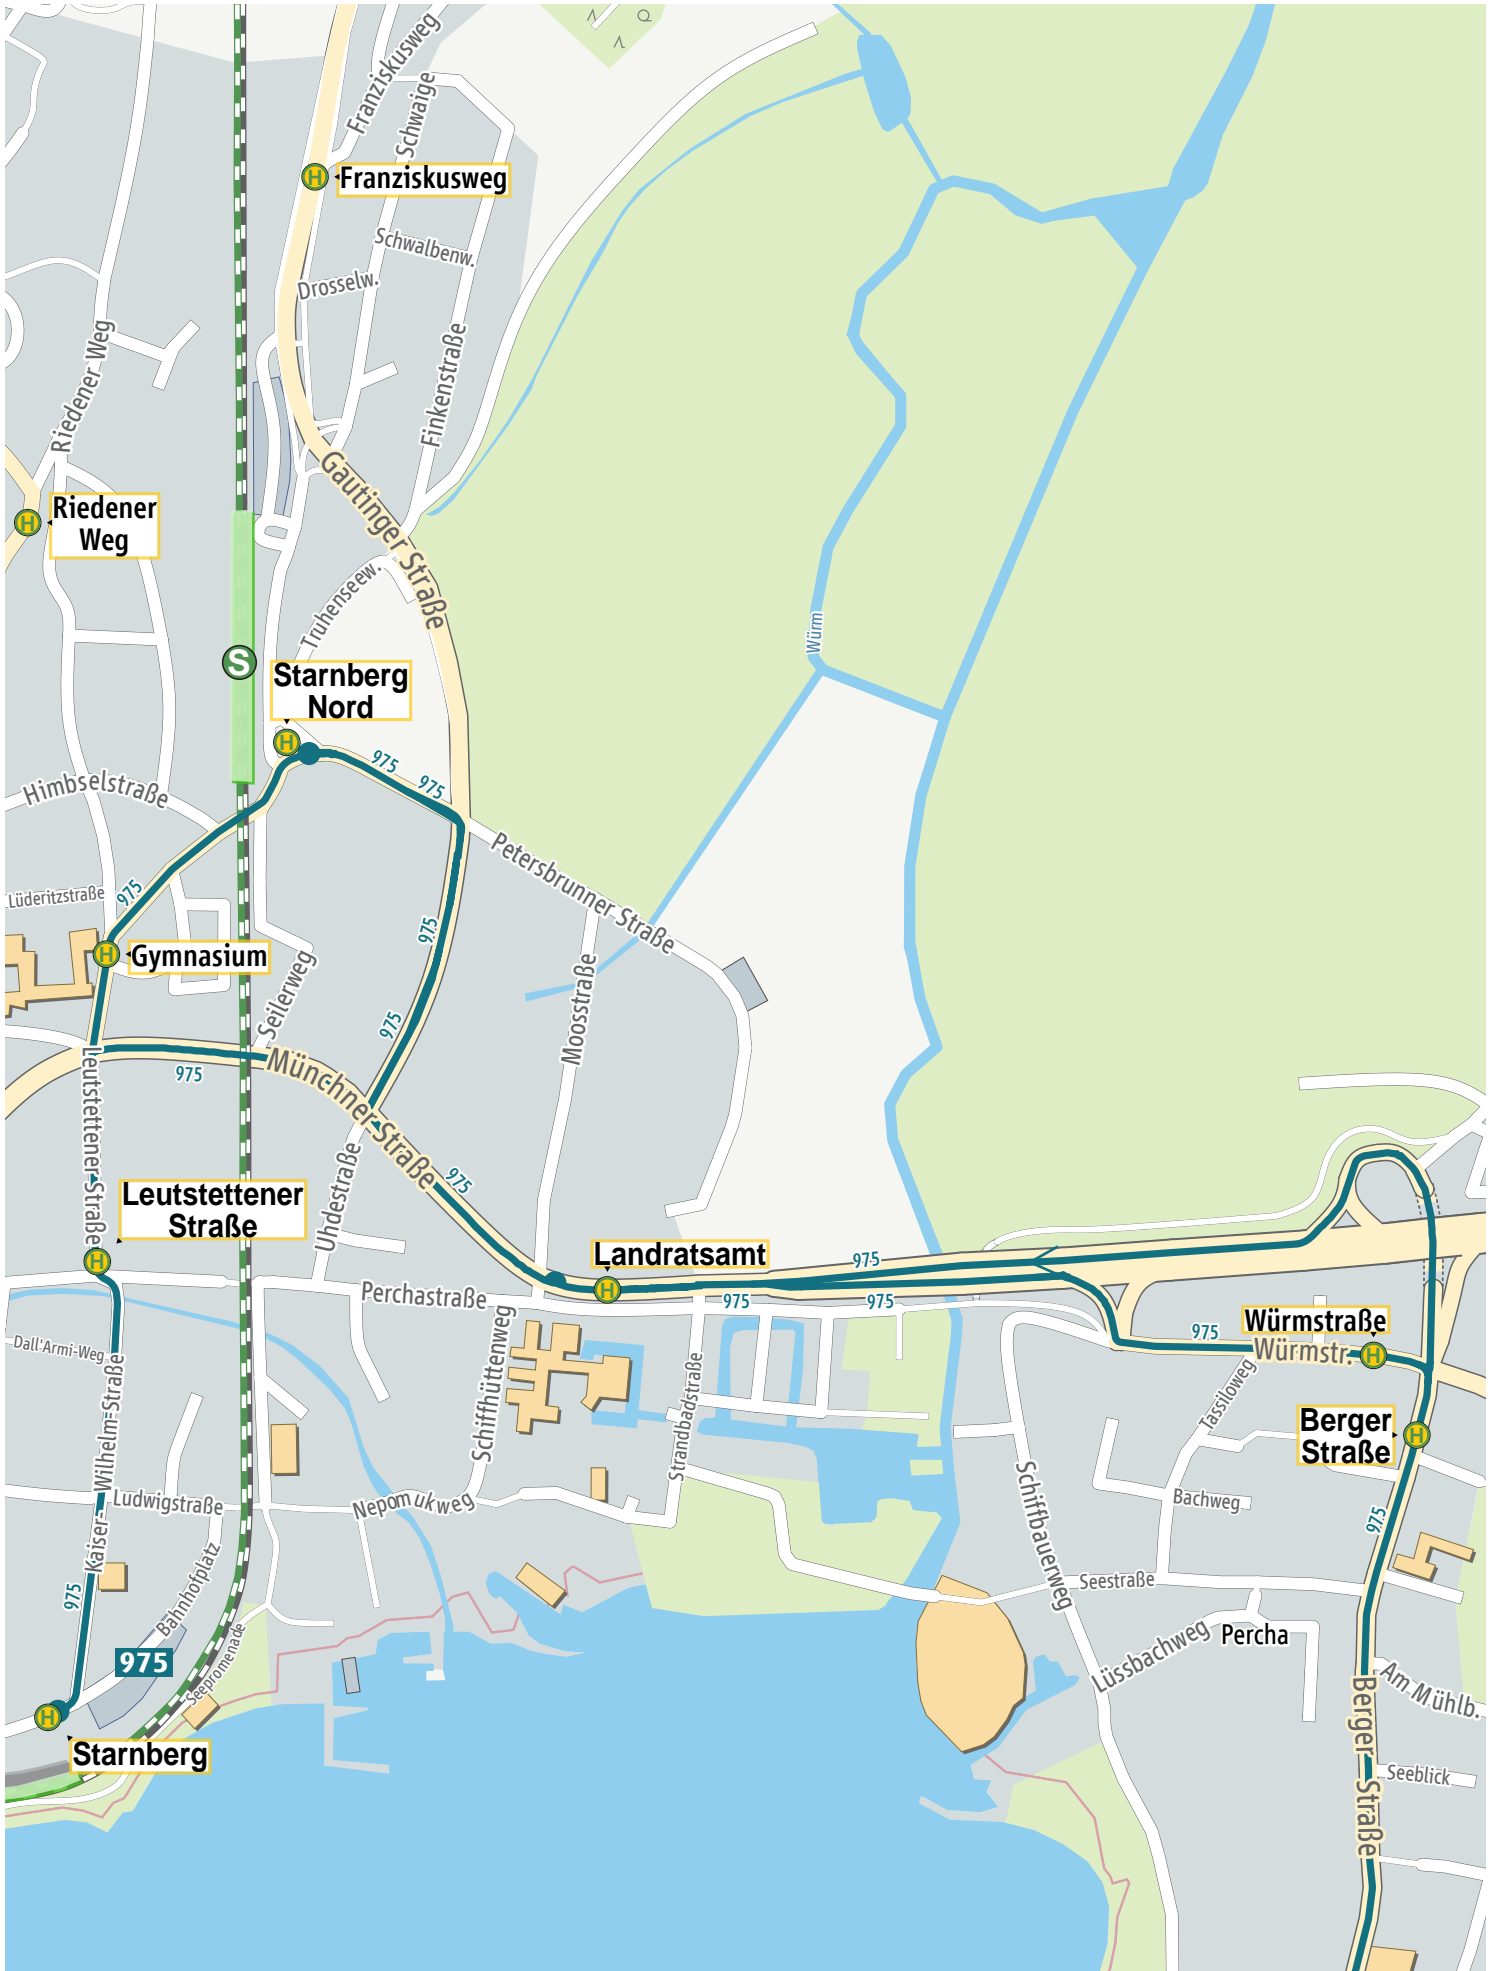 Franziskusweg
Schwaige
H
Franziskusweg
Schwalbenw.
Drosselw.
Riedener Weg
Finkenstraße
Gautinger Straße
H
Riedener
Weg
Truhenseew.
Würm
S
Starnberg
Nord
H
975
975
Himbselstraße
Petersbrunner Straße
Lüderitzstraße
975
975
H
Gymnasium
Seilerweg
Moosstraße
975
975
Münchner Straße
Leutstettener Straße
975
Leutstettener
Straße
H
Uhdestraße
Landratsamt
H
975
975
975
Perchastraße
Würmstraße
975
Würmstr.
H
Dall'Armi-Weg
Schiffhüttenweg
Strandbadstraße
Tassiloweg
Berger
Straße
H
Kaiser-Wilhelm-Straße
Ludwigstraße
Nepomukweg
Schiffbauerweg
Bachweg
975
Bahnhofplatz
Seestraße
975
Seepromenade
Lüssbachweg
Percha
975
Am Mühlb.
H
Starnberg
Berger Straße
Seeblick